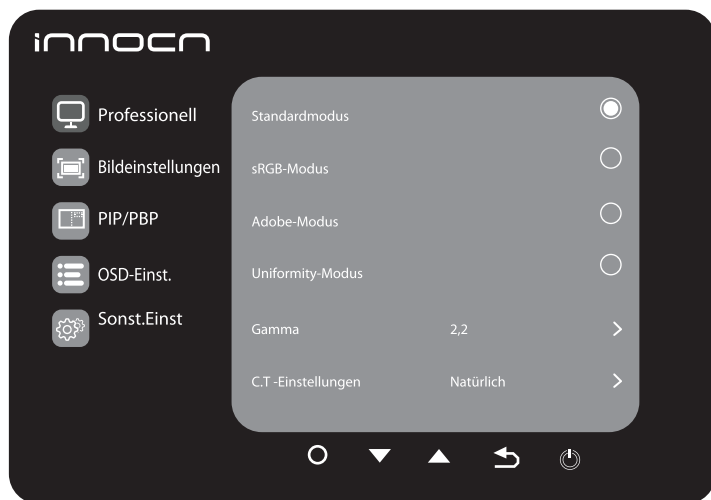 innocn
Professionell
Bildeinstellungen
PIP/PBP
OSD-Einst.
Sonst.Einst
Standardmodus
sRGB-Modus
Adobe-Modus
Uniformity-Modus
Gamma 2,2
C.T -Einstellungen Natürlich